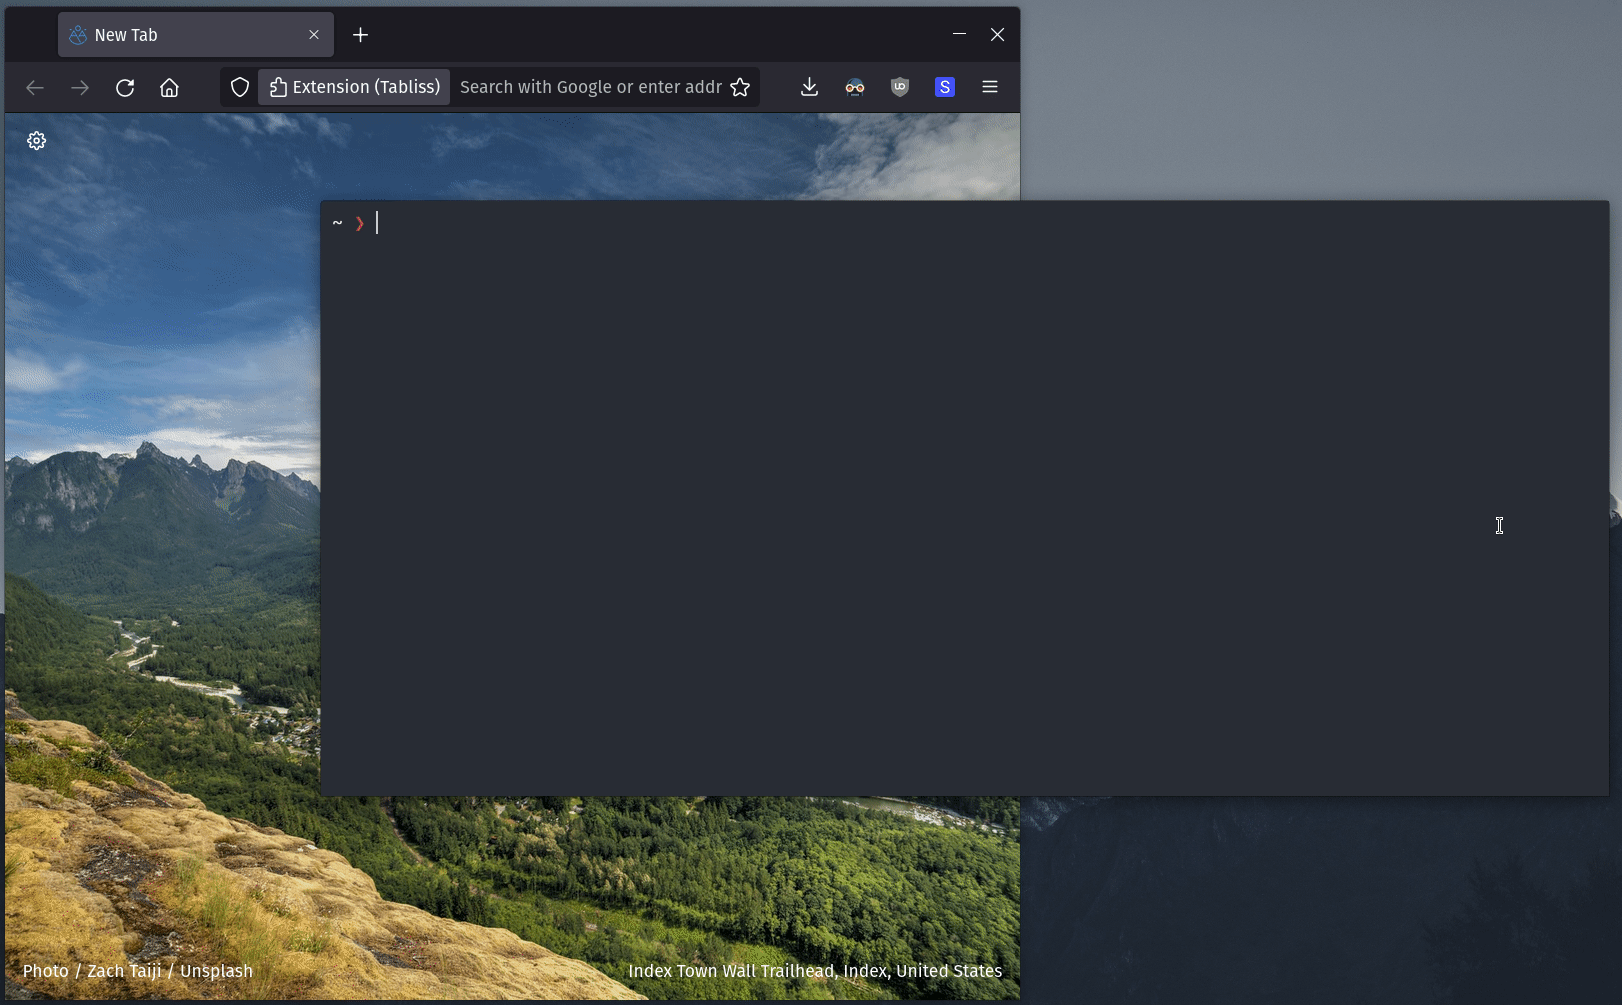 New Tab
Extension (Tabliss) Search with Google or enter addr
uo
S
~ ❯
Photo / Zach Taiji / Unsplash
Index Town Wall Trailhead, Index, United States